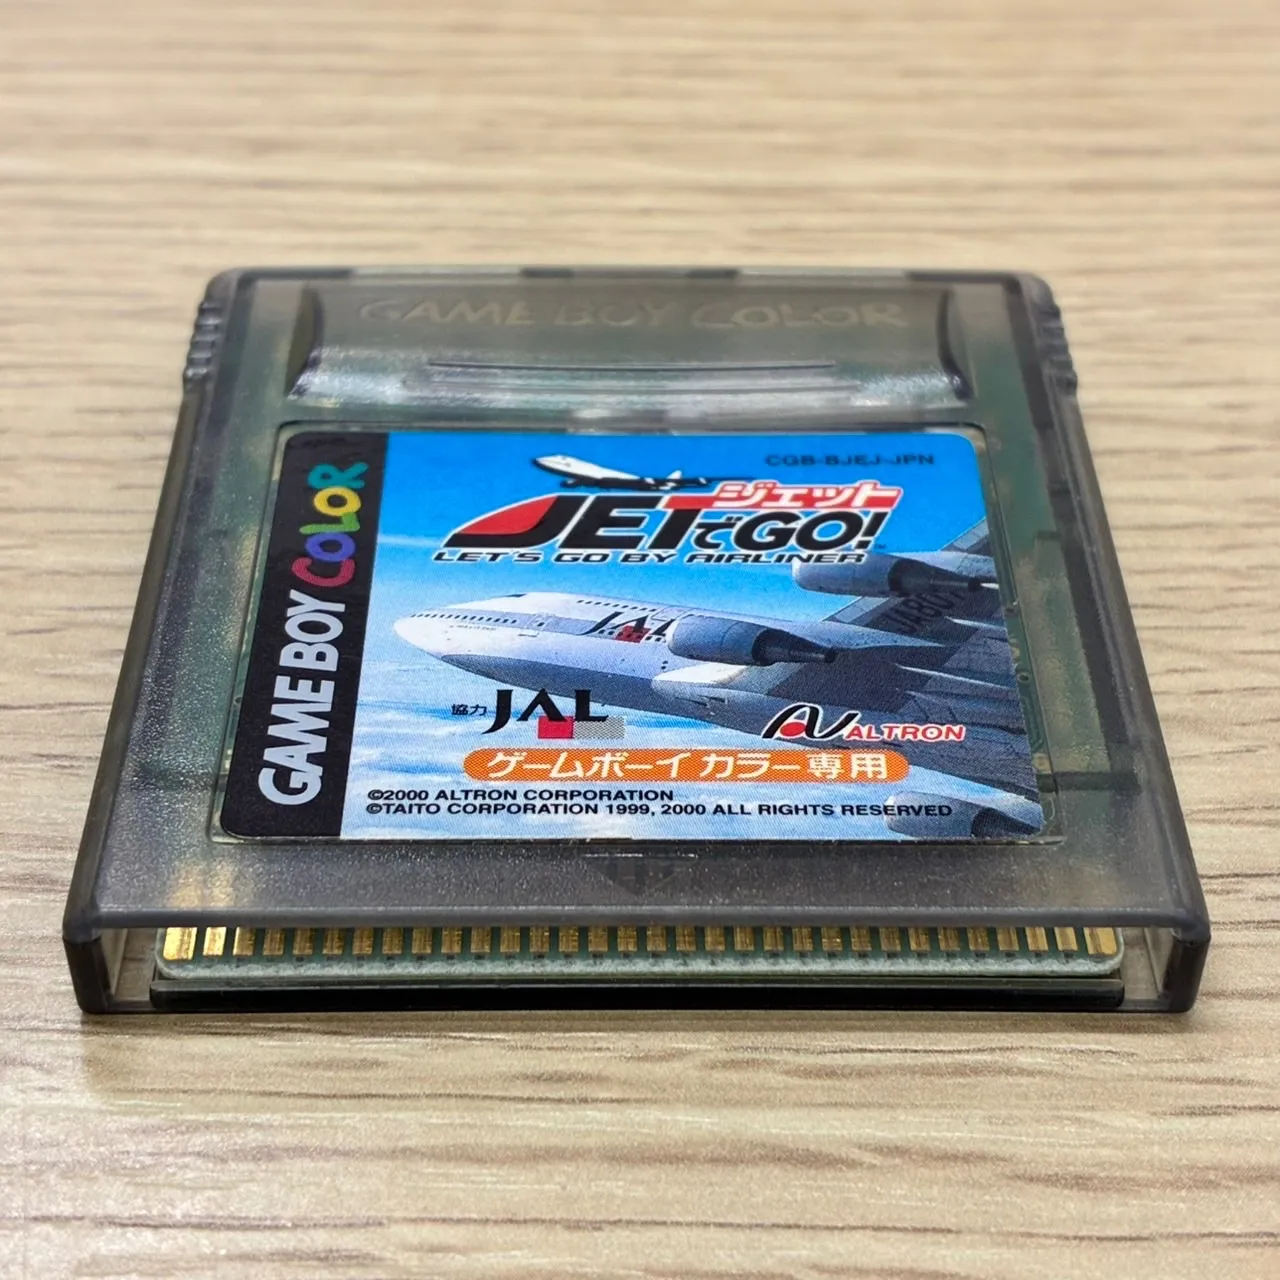 GAME BOY COLOR
GAME BOY COLOR
CGB-BJEJ-JPN
ジェット
JETでGO!
LET'S GO BY AIRLINER
JAL
協力 JAL
ALTRON
ゲームボーイカラー専用
©2000 ALTRON CORPORATION
©TAITO CORPORATION 1999, 2000 ALL RIGHTS RESERVED